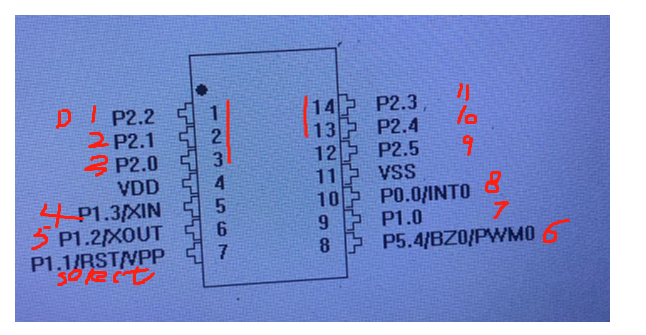 D 1 P2.2 1 14 P2.3 11
2 P2.1 2 13 P2.4 10
3 P2.0 3 12 P2.5 9
VDD 4 11 VSS
4 P1.3/XIN 5 10 P0.0/INT0 8
5 P1.2/XOUT 6 9 P1.0 7
P1.1/RST/VPP 7 8 P5.4/BZ0/PWM0 6